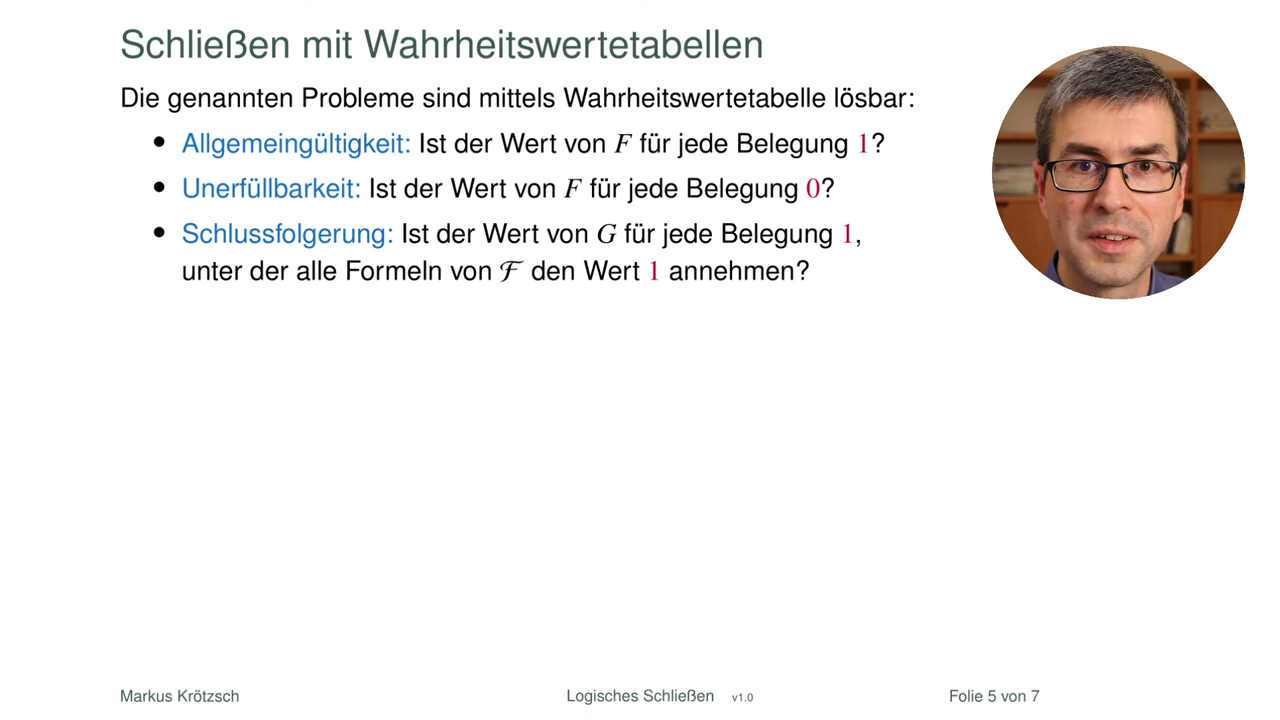 Schließen mit Wahrheitswertetabellen
Die genannten Probleme sind mittels Wahrheitswertetabelle lösbar:
• Allgemeingültigkeit: Ist der Wert von F für jede Belegung 1?
• Unerfüllbarkeit: Ist der Wert von F für jede Belegung 0?
• Schlussfolgerung: Ist der Wert von G für jede Belegung 1,
unter der alle Formeln von ℱ den Wert 1 annehmen?
Markus Krötzsch Logisches Schließen v1.0 Folie 5 von 7